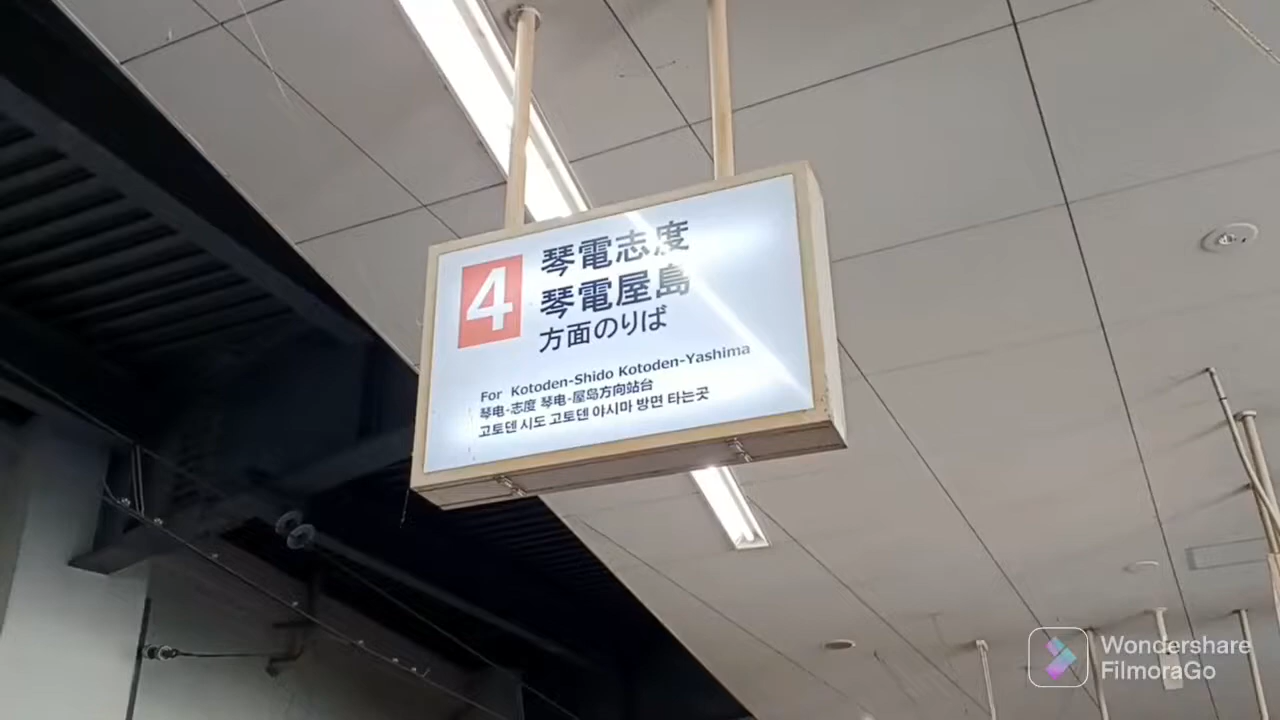 4
琴電志度
琴電屋島
方面のりば
For Kotoden-Shido Kotoden-Yashima
琴电-志度 琴电-屋岛方向站台
고토덴 시도 고토덴 야시마 방면 타는곳
Wondershare
FilmoraGo